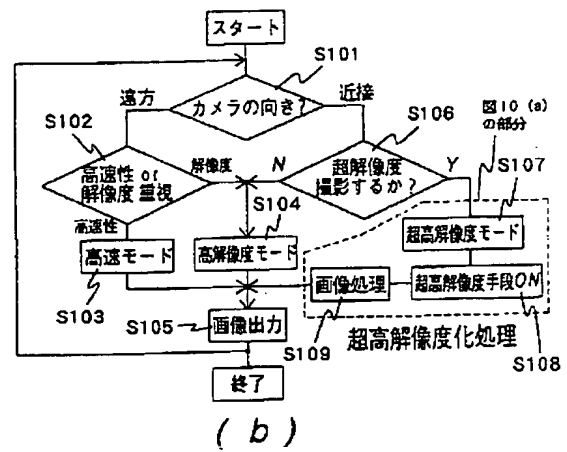 スタート
S101
カメラの向き?
遠方
近接
S102
高速性 or
解像度 重視
解像度
高速性
S106
超解像度
撮影するか?
N
Y
図10 (a)
の部分
S107
超高解像度モード
S104
高解像度モード
高速モード
S103
画像処理
超高解像度手段ON
S109
S108
超高解像度化処理
S105
画像出力
終了
(b)